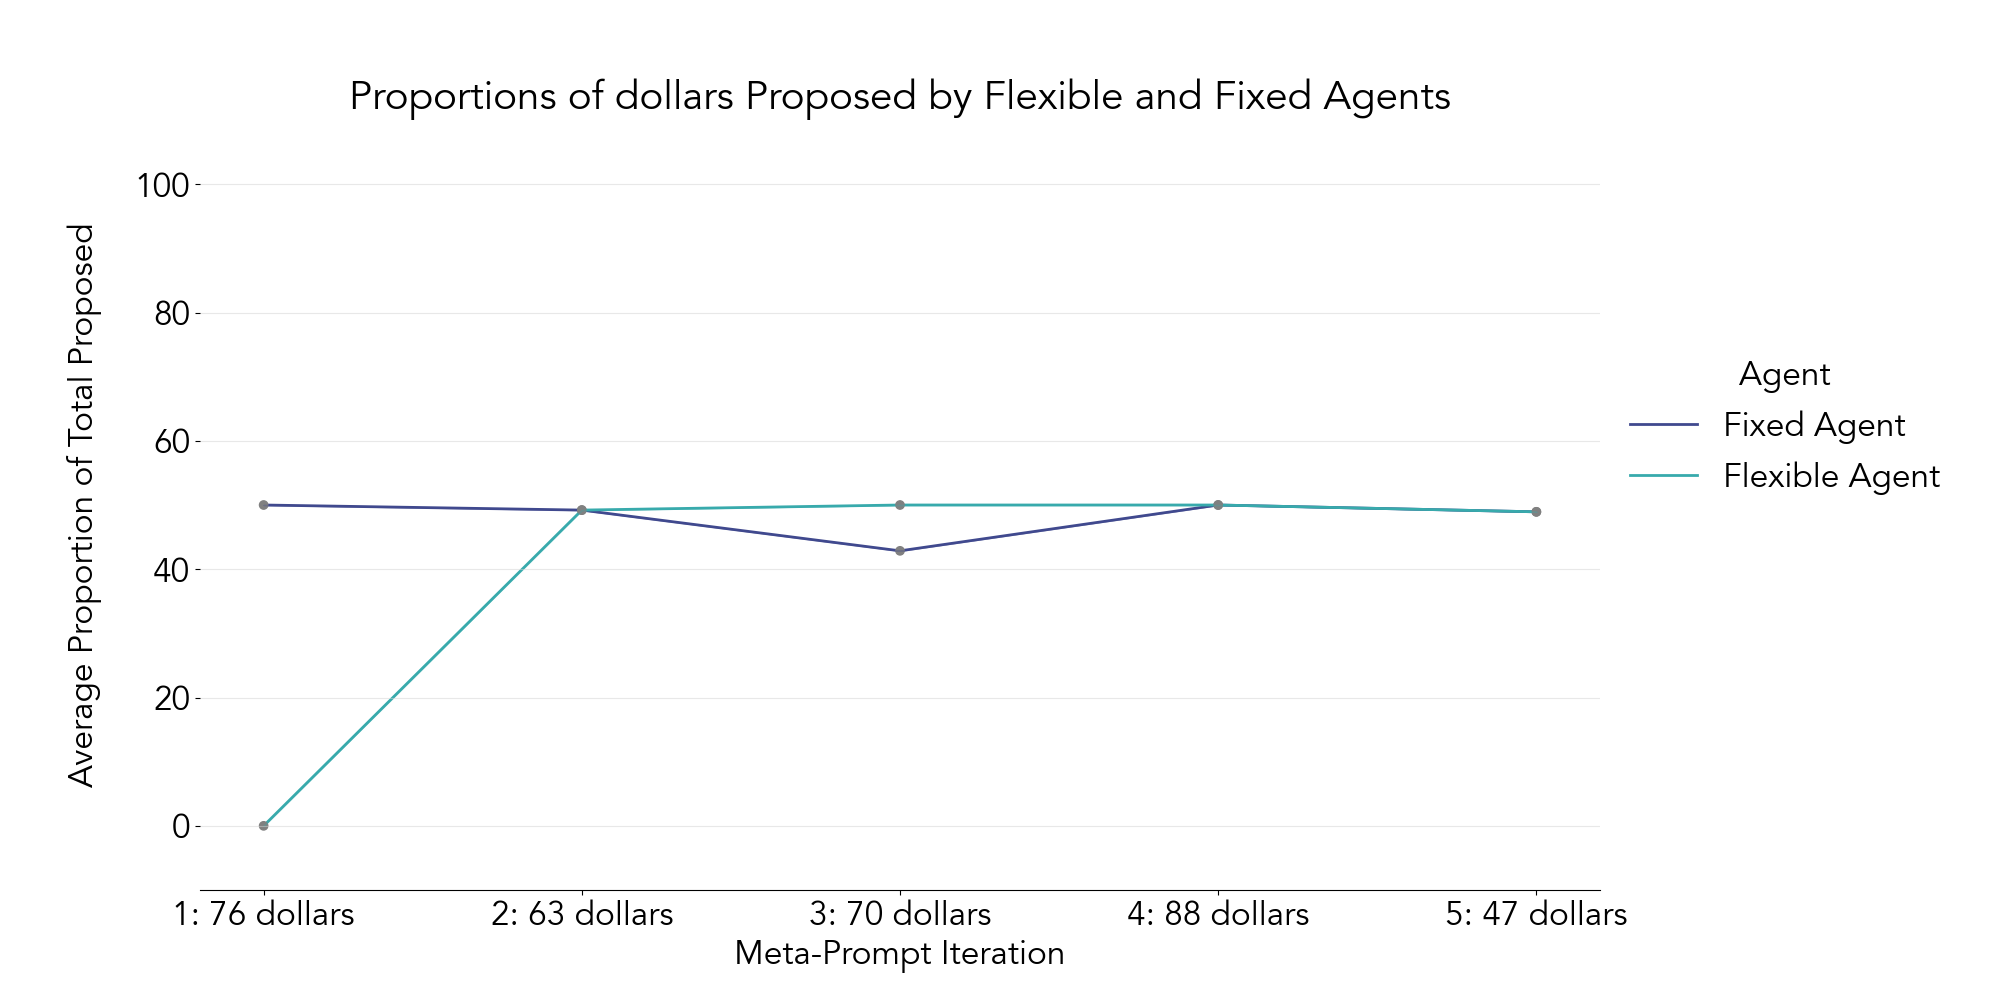 Proportions of dollars Proposed by Flexible and Fixed Agents
Average Proportion of Total Proposed
100
80
60
40
20
0
1: 76 dollars
2: 63 dollars
3: 70 dollars
4: 88 dollars
5: 47 dollars
Meta-Prompt Iteration
Agent
Fixed Agent
Flexible Agent